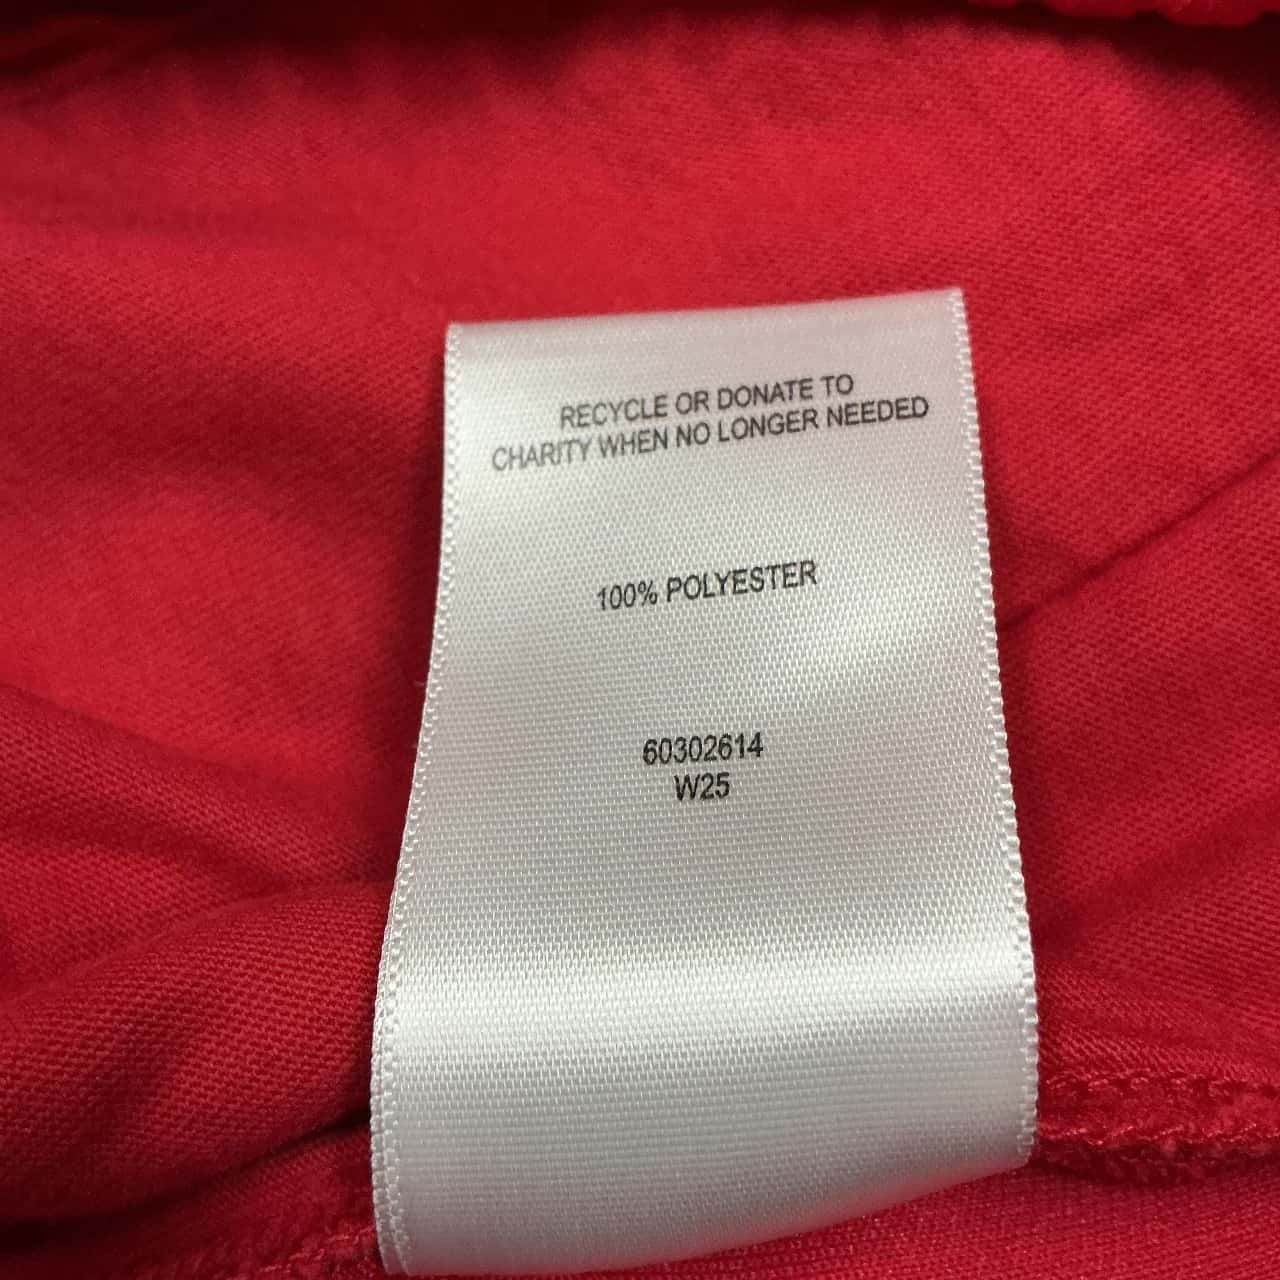 RECYCLE OR DONATE TO
CHARITY WHEN NO LONGER NEEDED
100% POLYESTER
60302614
W25